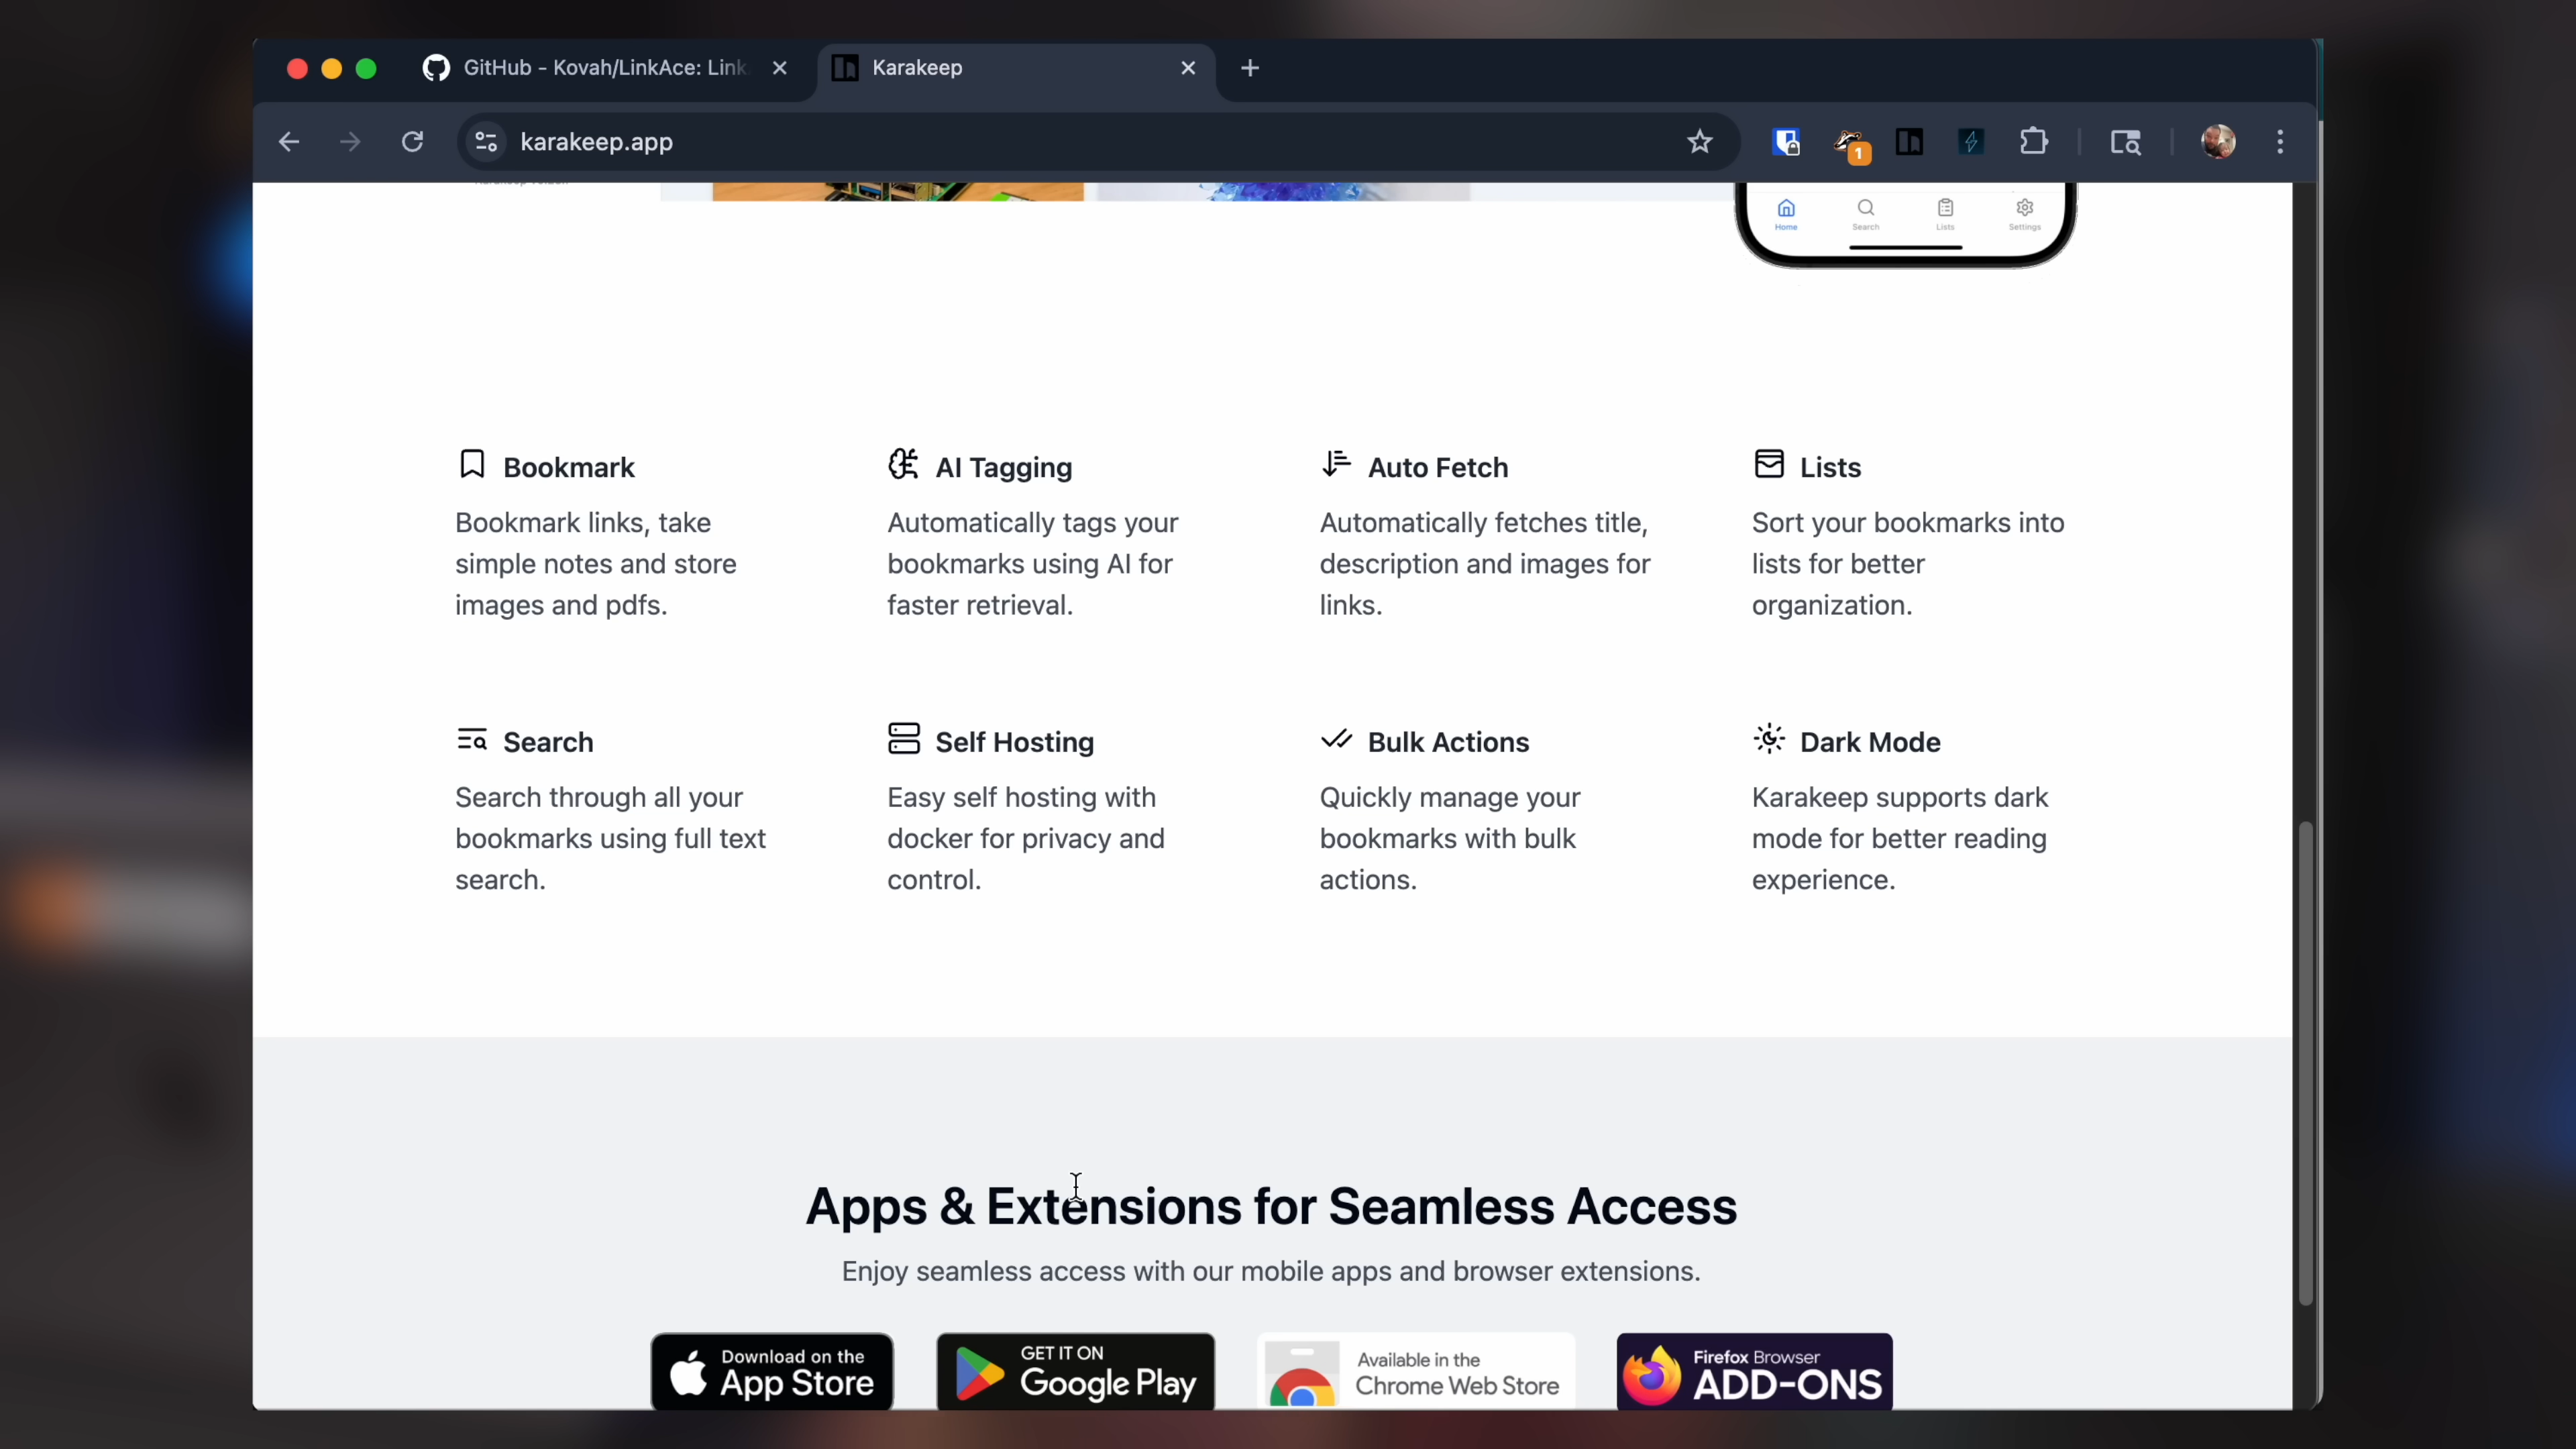 GitHub - Kovah/LinkAce: Link
Karakeep
karakeep.app
1
Home
Search
Lists
Settings
Bookmark
Bookmark links, take
simple notes and store
images and pdfs.
AI Tagging
Automatically tags your
bookmarks using AI for
faster retrieval.
Auto Fetch
Automatically fetches title,
description and images for
links.
Lists
Sort your bookmarks into
lists for better
organization.
Search
Search through all your
bookmarks using full text
search.
Self Hosting
Easy self hosting with
docker for privacy and
control.
Bulk Actions
Quickly manage your
bookmarks with bulk
actions.
Dark Mode
Karakeep supports dark
mode for better reading
experience.
Apps & Extensions for Seamless Access
Enjoy seamless access with our mobile apps and browser extensions.
Download on the
App Store
GET IT ON
Google Play
Available in the
Chrome Web Store
Firefox Browser
ADD-ONS